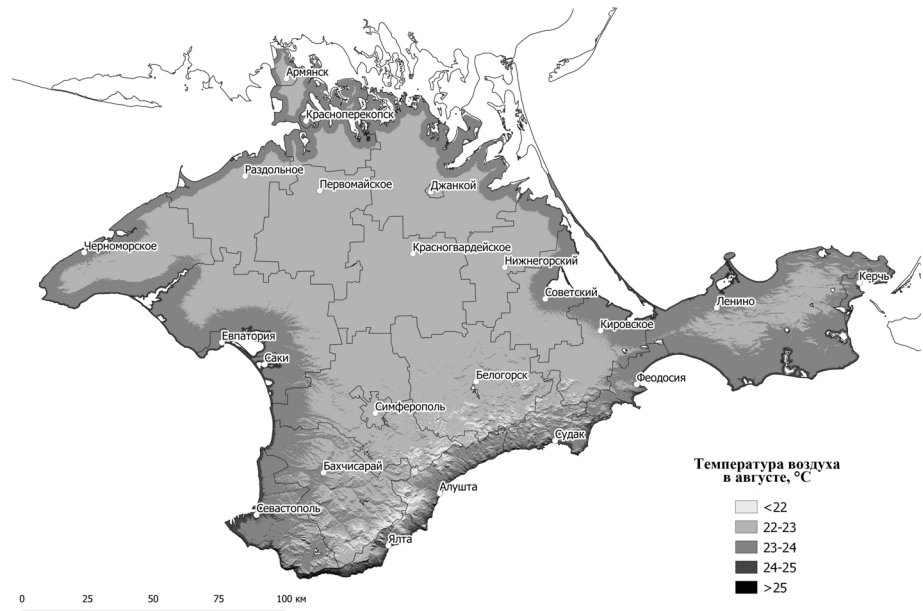 Армянск
Красноперекопск
Раздольное
Первомайское
Джанкой
Черноморское
Красногвардейское
Нижнегорский
Керчь
Советский
Ленино
Кировское
Евпатория
Саки
Белогорск
Феодосия
Симферополь
Судак
Бахчисарай
Алушта
Севастополь
Ялта
Температура воздуха
в августе, °C
<22
22-23
23-24
24-25
>25
0 25 50 75 100 км